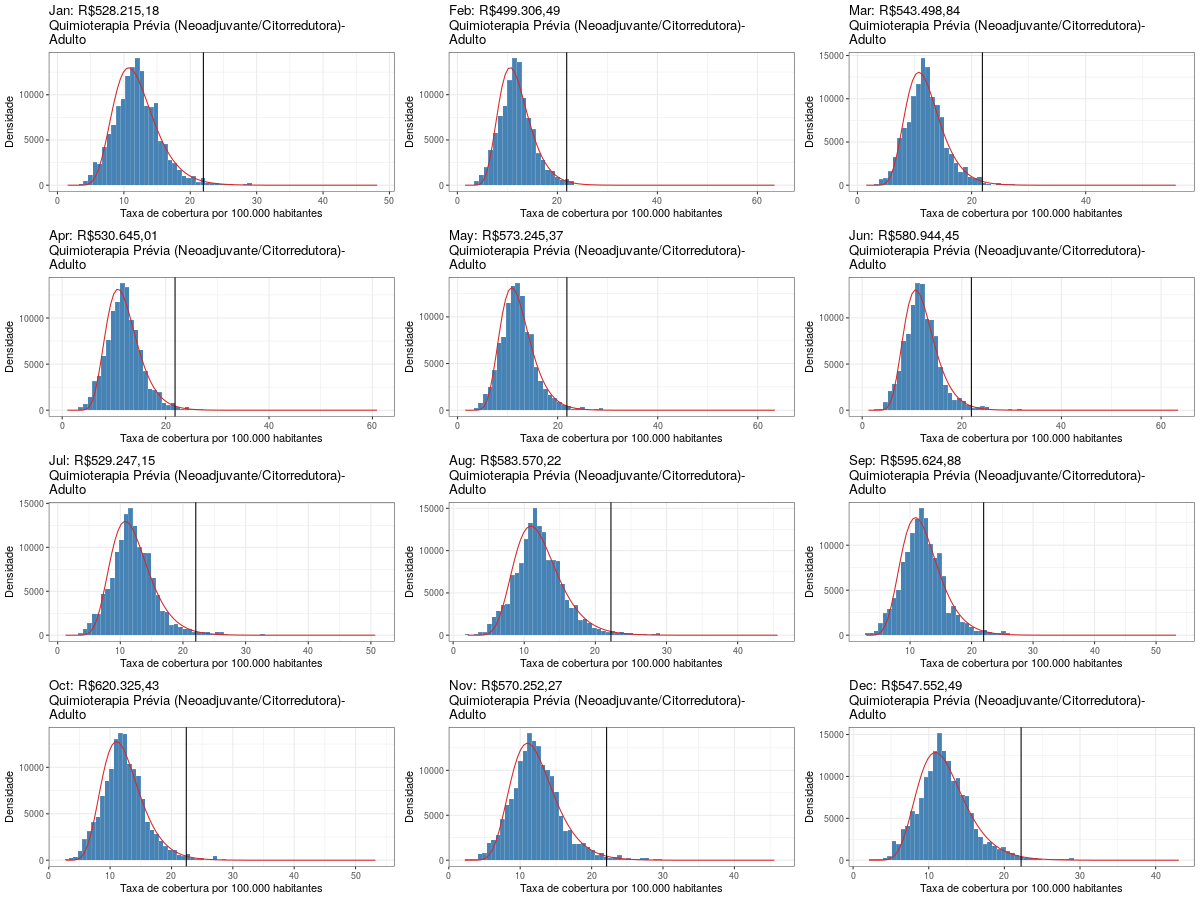 Jan: R$528.215,18
Quimioterapia Prévia (Neoadjuvante/Citorredutora)-
Adulto
Densidade
10000
5000
0
0 10 20 30 40 50
Taxa de cobertura por 100.000 habitantes
Feb: R$499.306,49
Quimioterapia Prévia (Neoadjuvante/Citorredutora)-
Adulto
Densidade
10000
5000
0
0 20 40 60
Taxa de cobertura por 100.000 habitantes
Mar: R$543.498,84
Quimioterapia Prévia (Neoadjuvante/Citorredutora)-
Adulto
Densidade
15000
10000
5000
0
0 20 40
Taxa de cobertura por 100.000 habitantes
Apr: R$530.645,01
Quimioterapia Prévia (Neoadjuvante/Citorredutora)-
Adulto
Densidade
10000
5000
0
0 20 40 60
Taxa de cobertura por 100.000 habitantes
May: R$573.245,37
Quimioterapia Prévia (Neoadjuvante/Citorredutora)-
Adulto
Densidade
10000
5000
0
0 20 40 60
Taxa de cobertura por 100.000 habitantes
Jun: R$580.944,45
Quimioterapia Prévia (Neoadjuvante/Citorredutora)-
Adulto
Densidade
10000
5000
0
0 20 40 60
Taxa de cobertura por 100.000 habitantes
Jul: R$529.247,15
Quimioterapia Prévia (Neoadjuvante/Citorredutora)-
Adulto
Densidade
15000
10000
5000
0
0 10 20 30 40 50
Taxa de cobertura por 100.000 habitantes
Aug: R$583.570,22
Quimioterapia Prévia (Neoadjuvante/Citorredutora)-
Adulto
Densidade
15000
10000
5000
0
0 10 20 30 40
Taxa de cobertura por 100.000 habitantes
Sep: R$595.624,88
Quimioterapia Prévia (Neoadjuvante/Citorredutora)-
Adulto
Densidade
10000
5000
0
10 20 30 40 50
Taxa de cobertura por 100.000 habitantes
Oct: R$620.325,43
Quimioterapia Prévia (Neoadjuvante/Citorredutora)-
Adulto
Densidade
10000
5000
0
0 10 20 30 40 50
Taxa de cobertura por 100.000 habitantes
Nov: R$570.252,27
Quimioterapia Prévia (Neoadjuvante/Citorredutora)-
Adulto
Densidade
10000
5000
0
0 10 20 30 40
Taxa de cobertura por 100.000 habitantes
Dec: R$547.552,49
Quimioterapia Prévia (Neoadjuvante/Citorredutora)-
Adulto
Densidade
15000
10000
5000
0
0 10 20 30 40
Taxa de cobertura por 100.000 habitantes